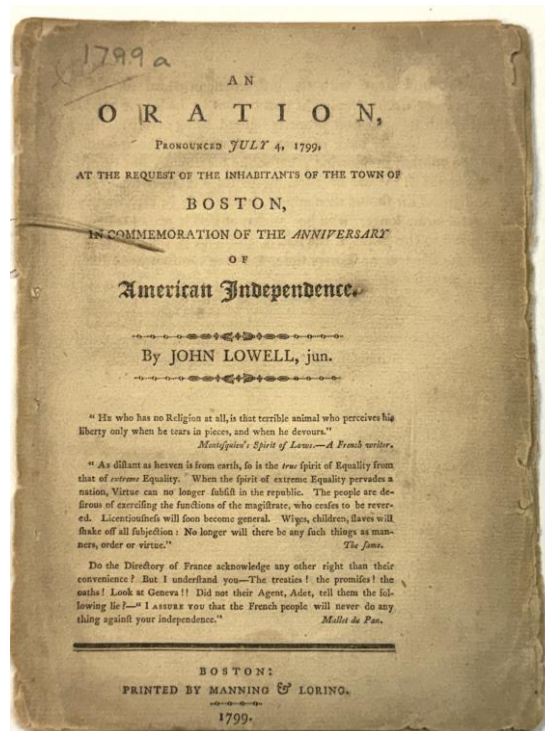 1799 a
AN
ORATION,
PRONOUNCED JULY 4, 1799,
AT THE REQUEST OF THE INHABITANTS OF THE TOWN OF
BOSTON,
IN COMMEMORATION OF THE ANNIVERSARY
OF
American Independence.
By JOHN LOWELL, jun.
“ HE who has no Religion at all, is that terrible animal who perceives his
liberty only when he tears in pieces, and when he devours.”
Montesquieu's Spirit of Laws.—A French writer.
“ As diſtant as heaven is from earth, ſo is the true ſpirit of Equality from
that of extreme Equality. When the ſpirit of extreme Equality pervades a
nation, Virtue can no longer ſubſiſt in the republic. The people are de-
ſirous of exerciſing the functions of the magiſtrate, who ceaſes to be rever-
ed. Licentiouſneſs will ſoon become general. Wives, children, ſlaves will
ſhake off all ſubjection : No longer will there be any ſuch things as man-
ners, order or virtue.” The ſame.
Do the Directory of France acknowledge any other right than their
convenience ? But I underſtand you—The treaties ! the promiſes ! the
oaths ! Look at Geneva ! ! Did not their Agent, Adet, tell them the fol-
lowing lie ?—“ I ASSURE YOU that the French people will never do any
thing againſt your independence.” Mallet du Pan.
BOSTON:
PRINTED BY MANNING & LORING.
1799.